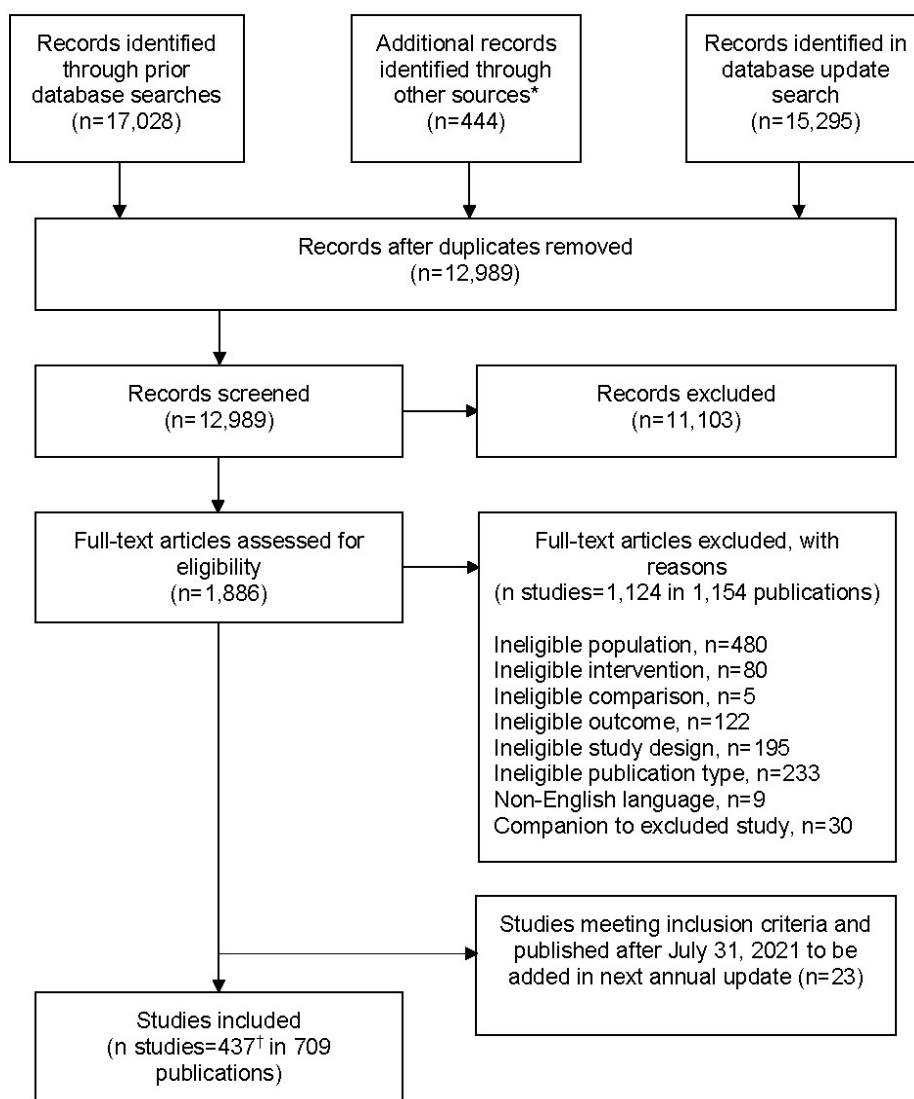 Records identified
through prior
database searches
(n=17,028)
Additional records
identified through
other sources*
(n=444)
Records identified in
database update
search
(n=15,295)
Records after duplicates removed
(n=12,989)
Records screened
(n=12,989)
Records excluded
(n=11,103)
Full-text articles assessed for
eligibility
(n=1,886)
Full-text articles excluded, with
reasons
(n studies=1,124 in 1,154 publications)
Ineligible population, n=480
Ineligible intervention, n=80
Ineligible comparison, n=5
Ineligible outcome, n=122
Ineligible study design, n=195
Ineligible publication type, n=233
Non-English language, n=9
Companion to excluded study, n=30
Studies meeting inclusion criteria and
published after July 31, 2021 to be
added in next annual update (n=23)
Studies included
(n studies=437† in 709
publications)